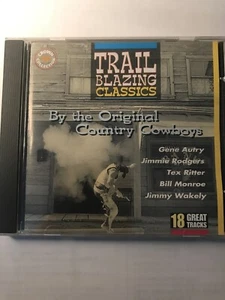 TRAIL
BLAZING
CLASSICS
By the Original
Country Cowboys
Gene Autry
Jimmie Rodgers
Tex Ritter
Bill Monroe
Jimmy Wakely
18 GREAT
TRACKS